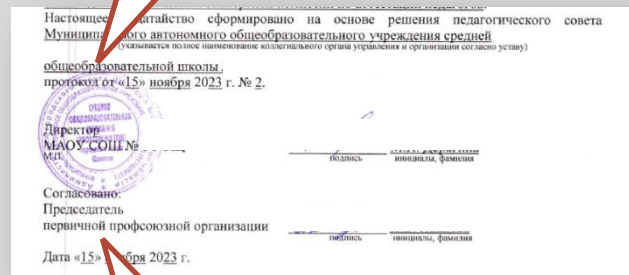 Настоящее ходатайство сформировано на основе решения педагогического совета
Муниципального автономного общеобразовательного учреждения средней
(указывается полное наименование коллегиального органа управления и организации согласно уставу)
общеобразовательной школы .
протокол от «15» ноября 2023 г. № 2.
Директор
МАОУ СОШ №
М.П.
подпись инициалы, фамилия
Согласовано:
Председатель
первичной профсоюзной организации
подпись инициалы, фамилия
Дата «15» ноября 2023 г.